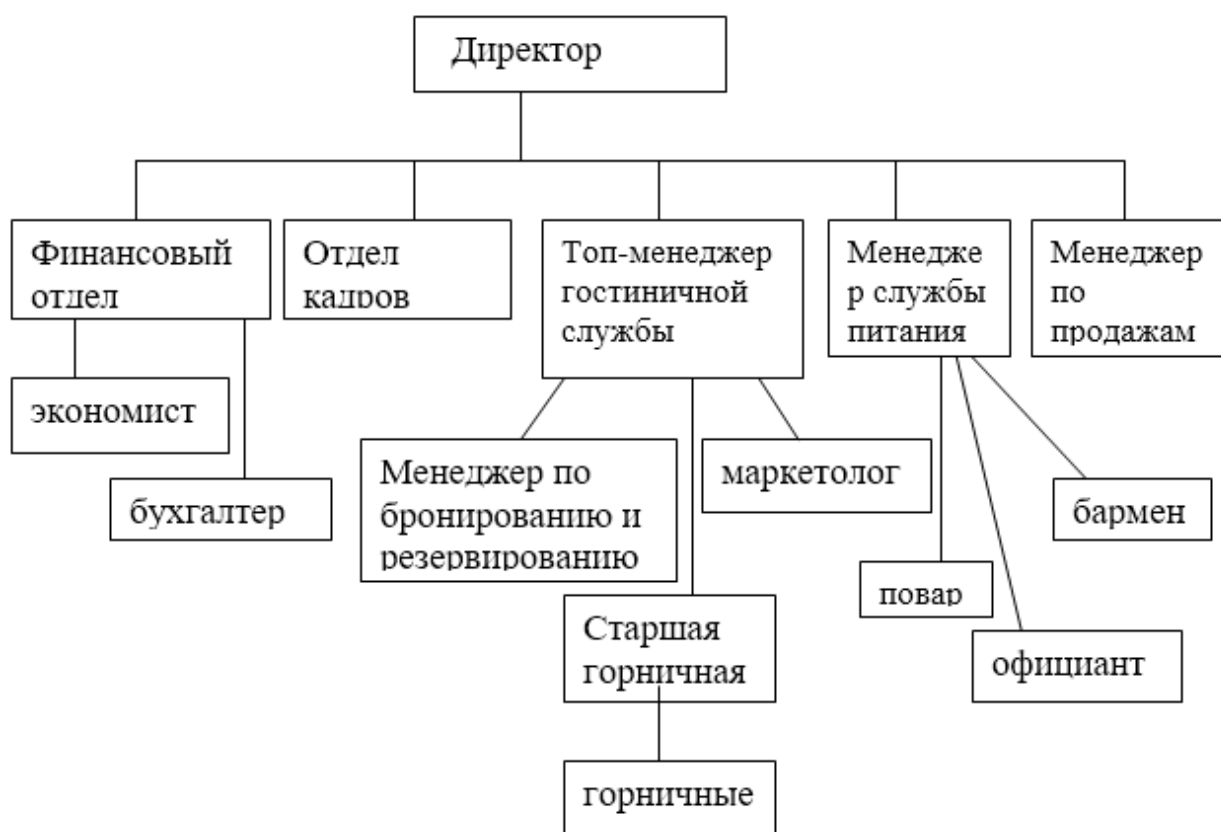 Директор
Финансовый
отдел
Отдел
кадров
Топ-менеджер
гостиничной
службы
Менедже
р службы
питания
Менеджер
по
продажам
экономист
бухгалтер
Менеджер по
бронированию и
резервированию
маркетолог
бармен
повар
официант
Старшая
горничная
горничные